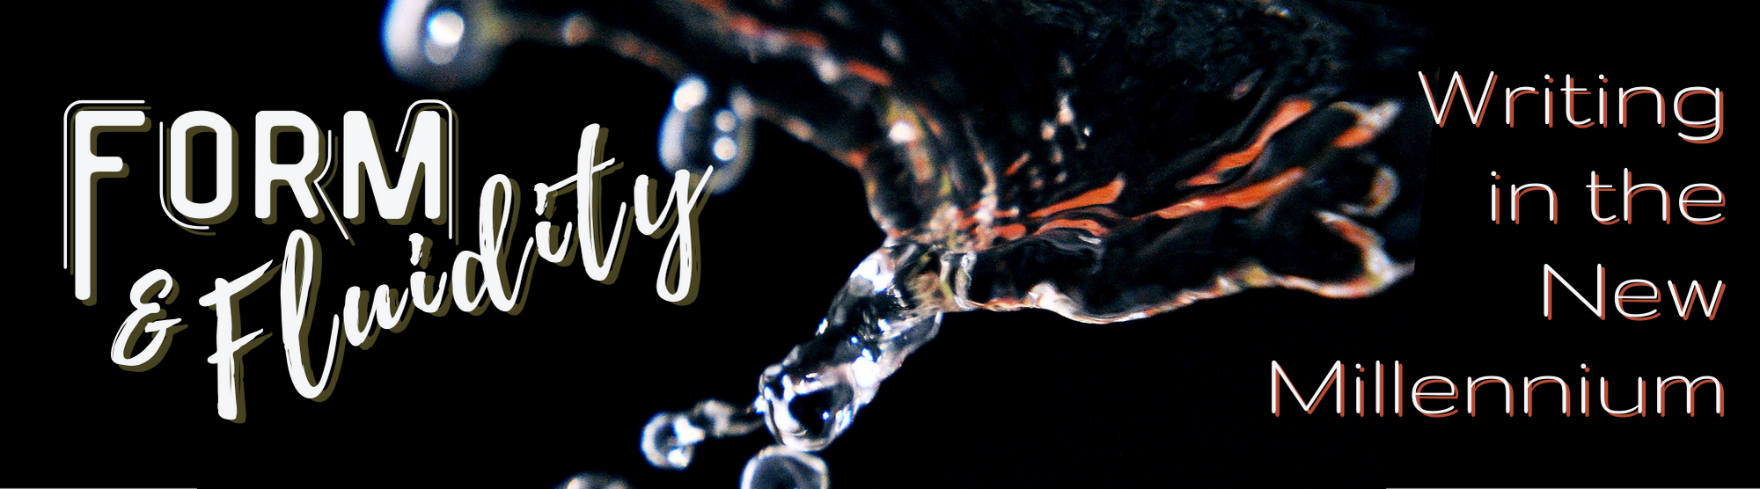 FORM
& Fluidity
Writing
in the
New
Millennium